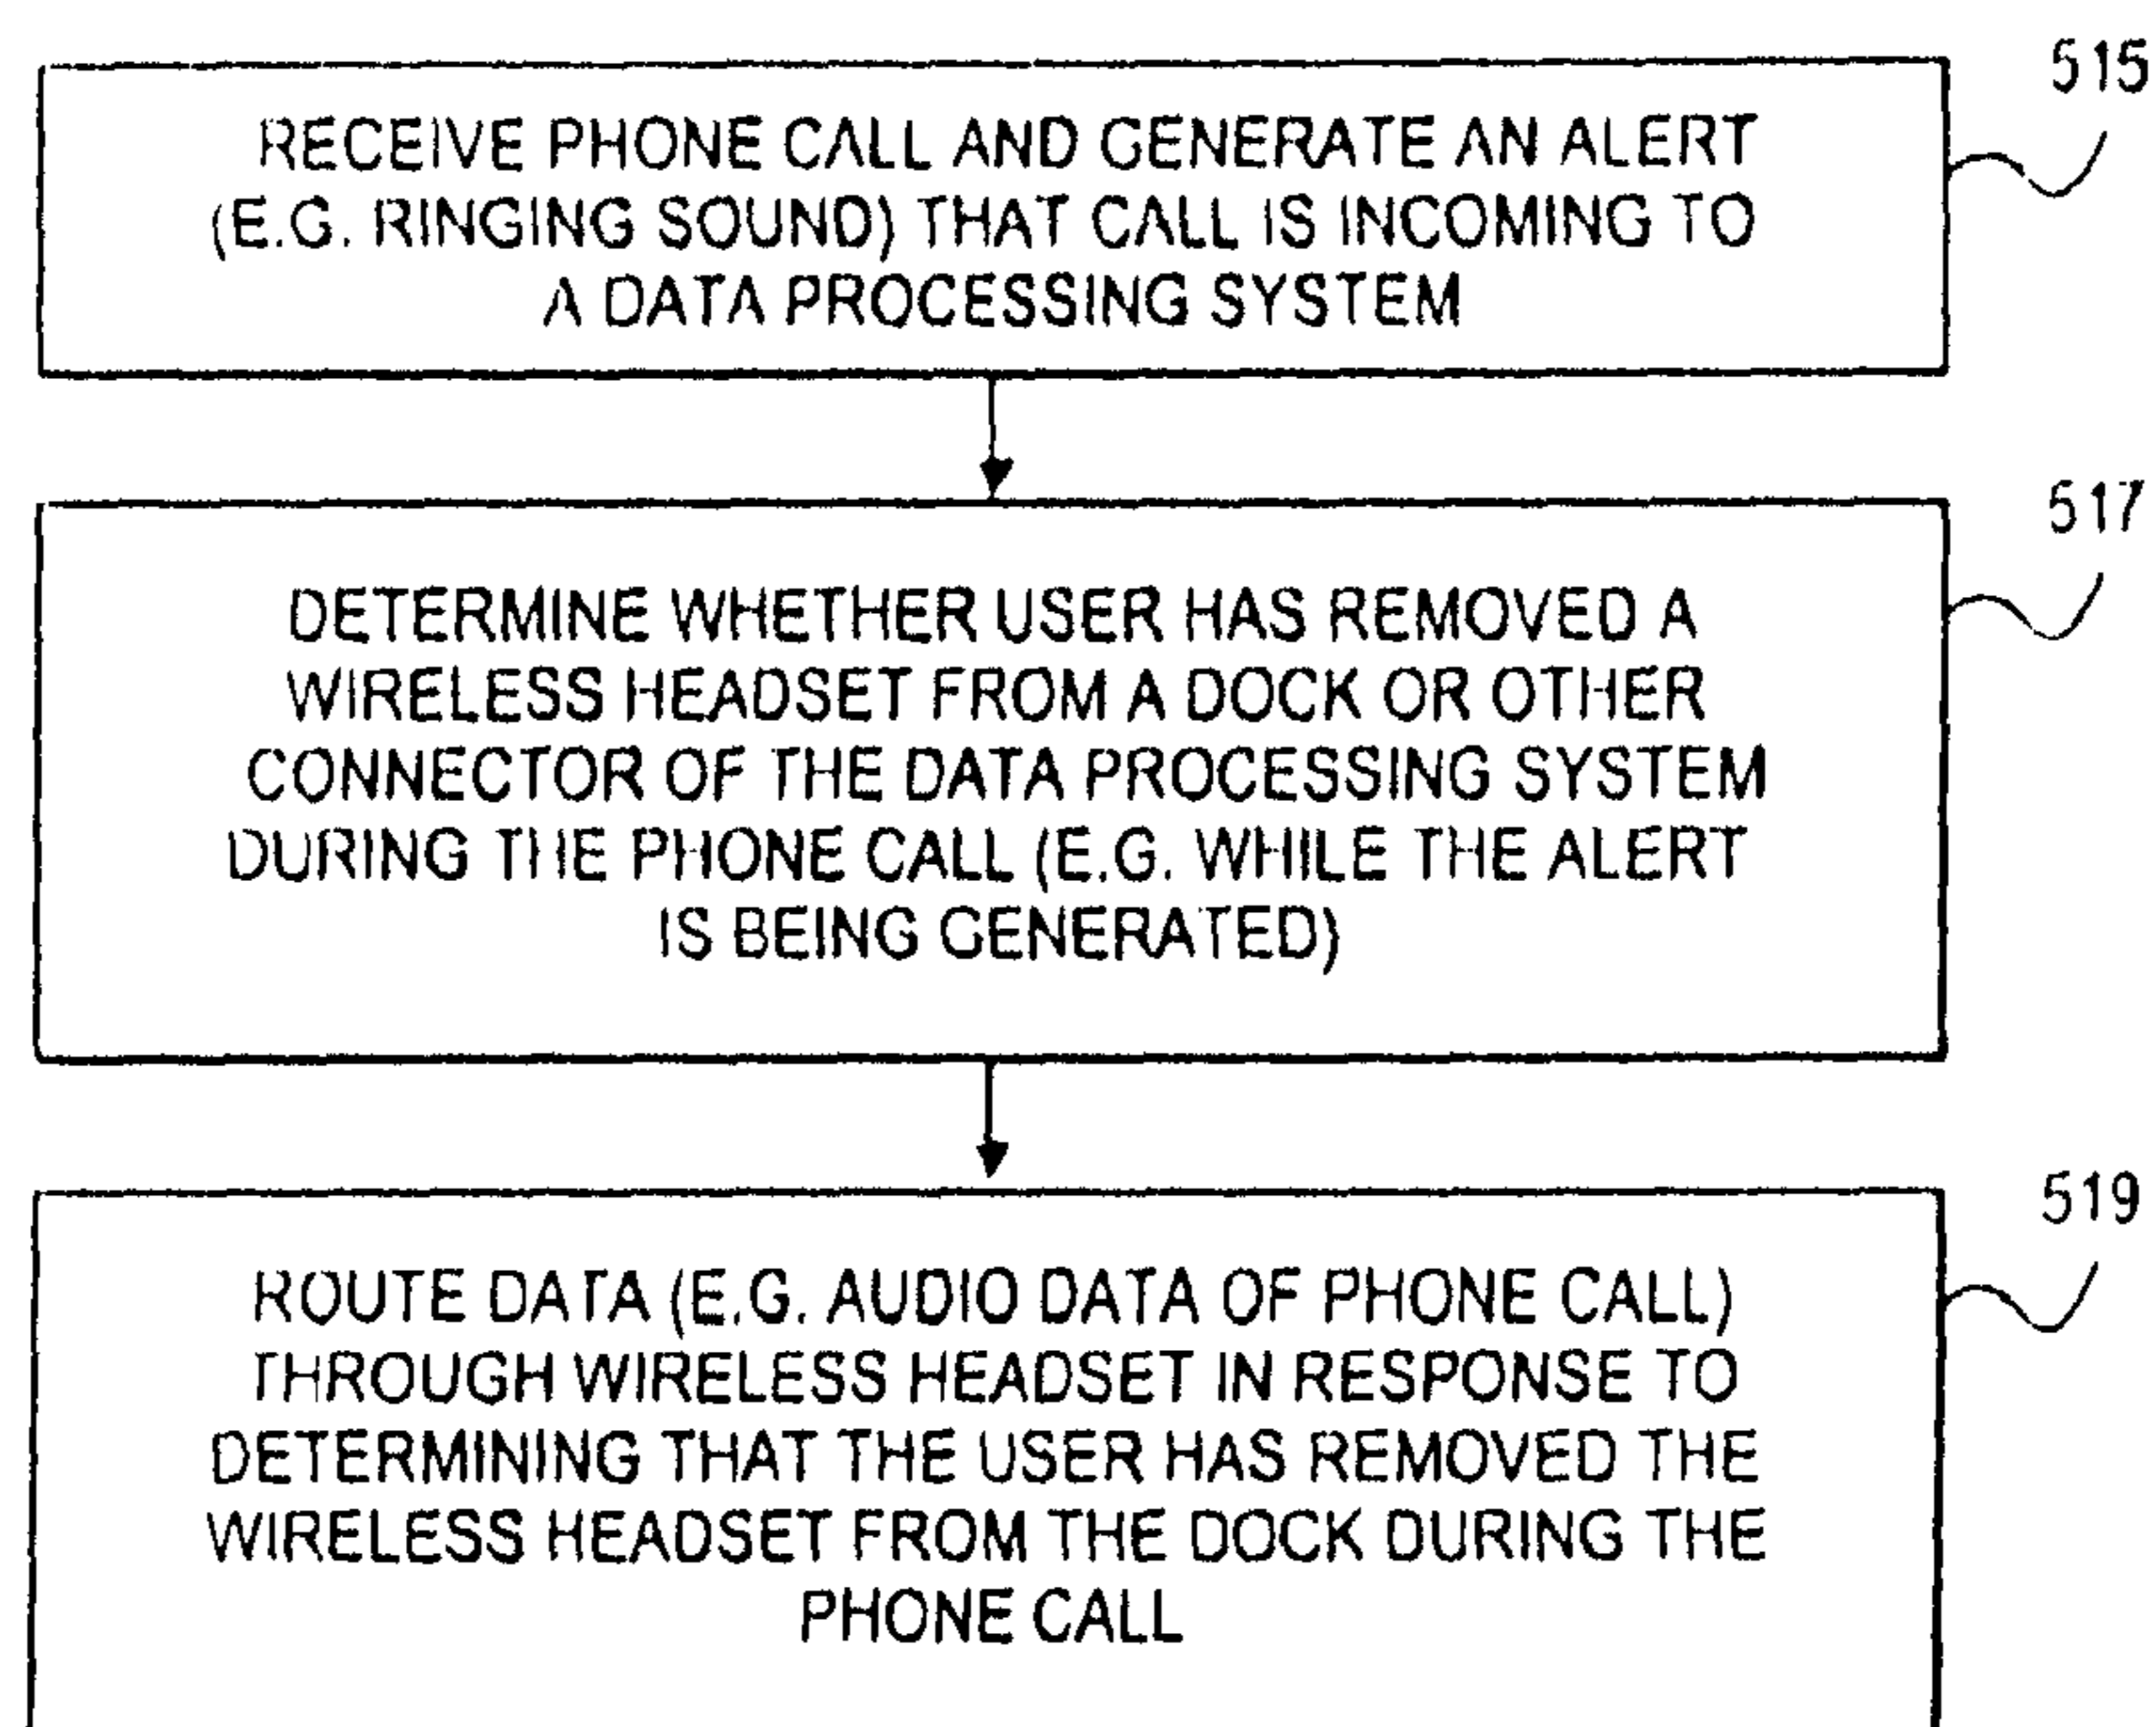 515
RECEIVE PHONE CALL AND GENERATE AN ALERT
(E.G. RINGING SOUND) THAT CALL IS INCOMING TO
A DATA PROCESSING SYSTEM
517
DETERMINE WHETHER USER HAS REMOVED A
WIRELESS HEADSET FROM A DOCK OR OTHER
CONNECTOR OF THE DATA PROCESSING SYSTEM
DURING THE PHONE CALL (E.G. WHILE THE ALERT
IS BEING GENERATED)
519
ROUTE DATA (E.G. AUDIO DATA OF PHONE CALL)
THROUGH WIRELESS HEADSET IN RESPONSE TO
DETERMINING THAT THE USER HAS REMOVED THE
WIRELESS HEADSET FROM THE DOCK DURING THE
PHONE CALL